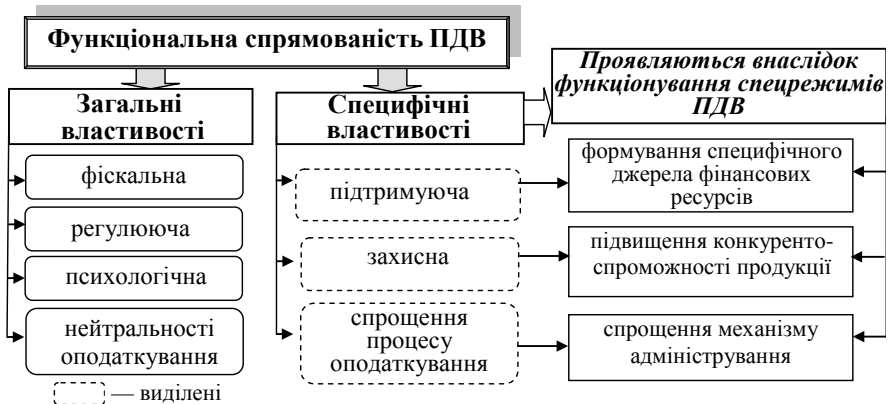 Функціональна спрямованість ПДВ
Загальні
властивості
фіскальна
регулююча
психологічна
нейтральності
оподаткування
Специфічні
властивості
підтримуюча
захисна
спрощення
процесу
оподаткування
Проявляються внаслідок
функціонування спецрежимів
ПДВ
формування специфічного
джерела фінансових
ресурсів
підвищення конкуренто-
спроможності продукції
спрощення механізму
адміністрування
— виділені